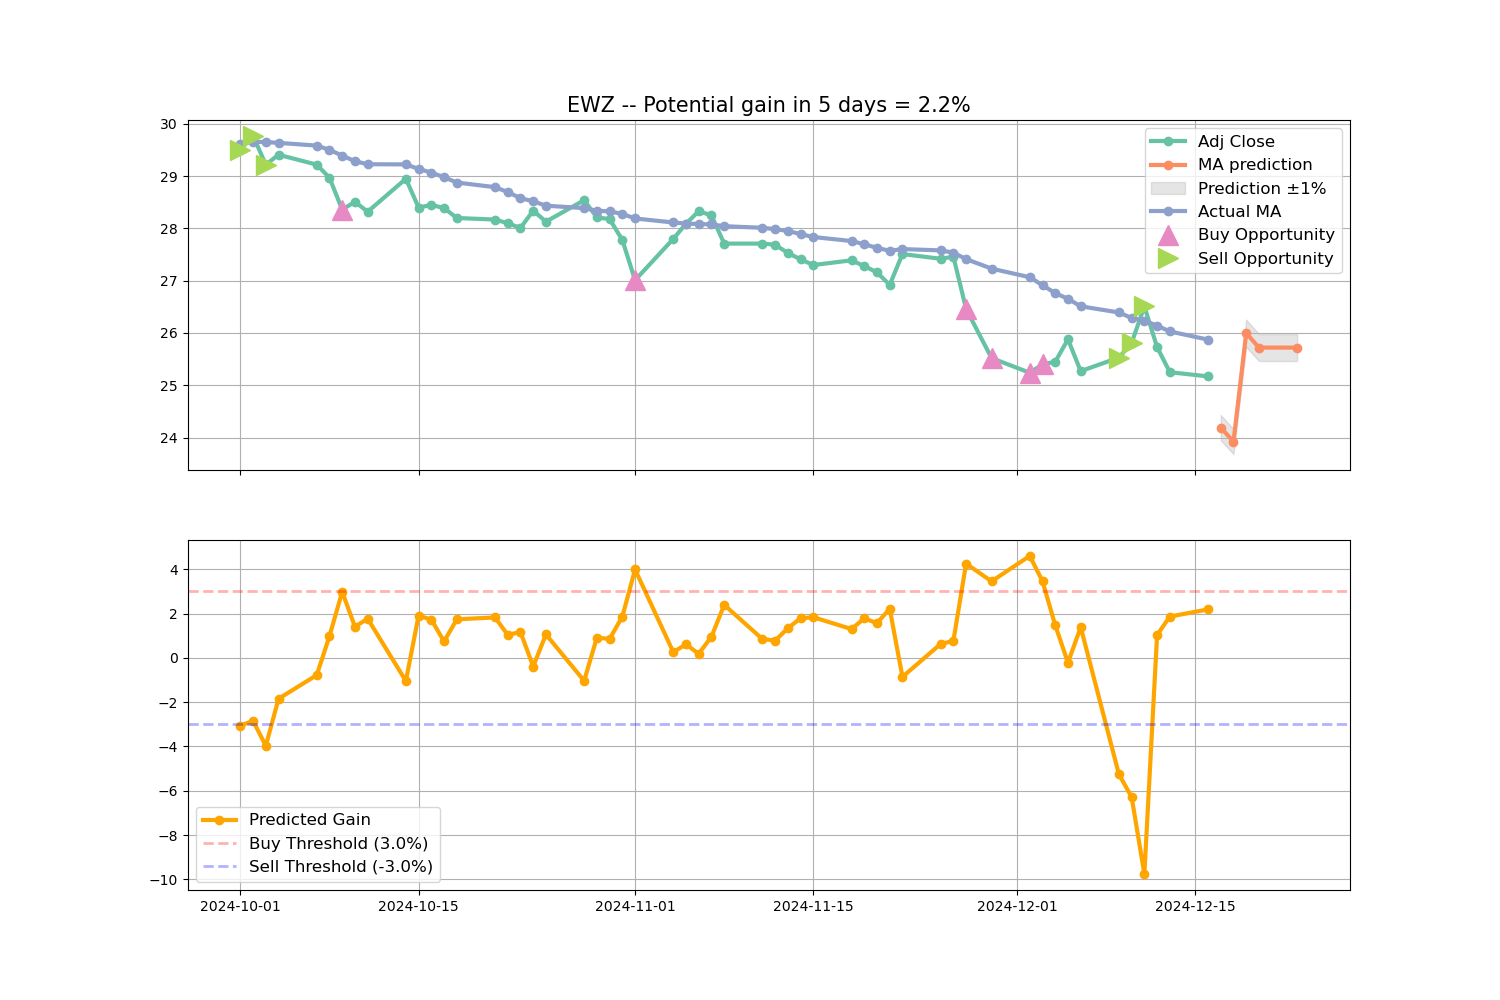 EWZ -- Potential gain in 5 days = 2.2%
30
29
28
27
26
25
24
Adj Close
MA prediction
Prediction ±1%
Actual MA
Buy Opportunity
Sell Opportunity
4
2
0
−2
−4
−6
−8
−10
Predicted Gain
Buy Threshold (3.0%)
Sell Threshold (-3.0%)
2024-10-01
2024-10-15
2024-11-01
2024-11-15
2024-12-01
2024-12-15